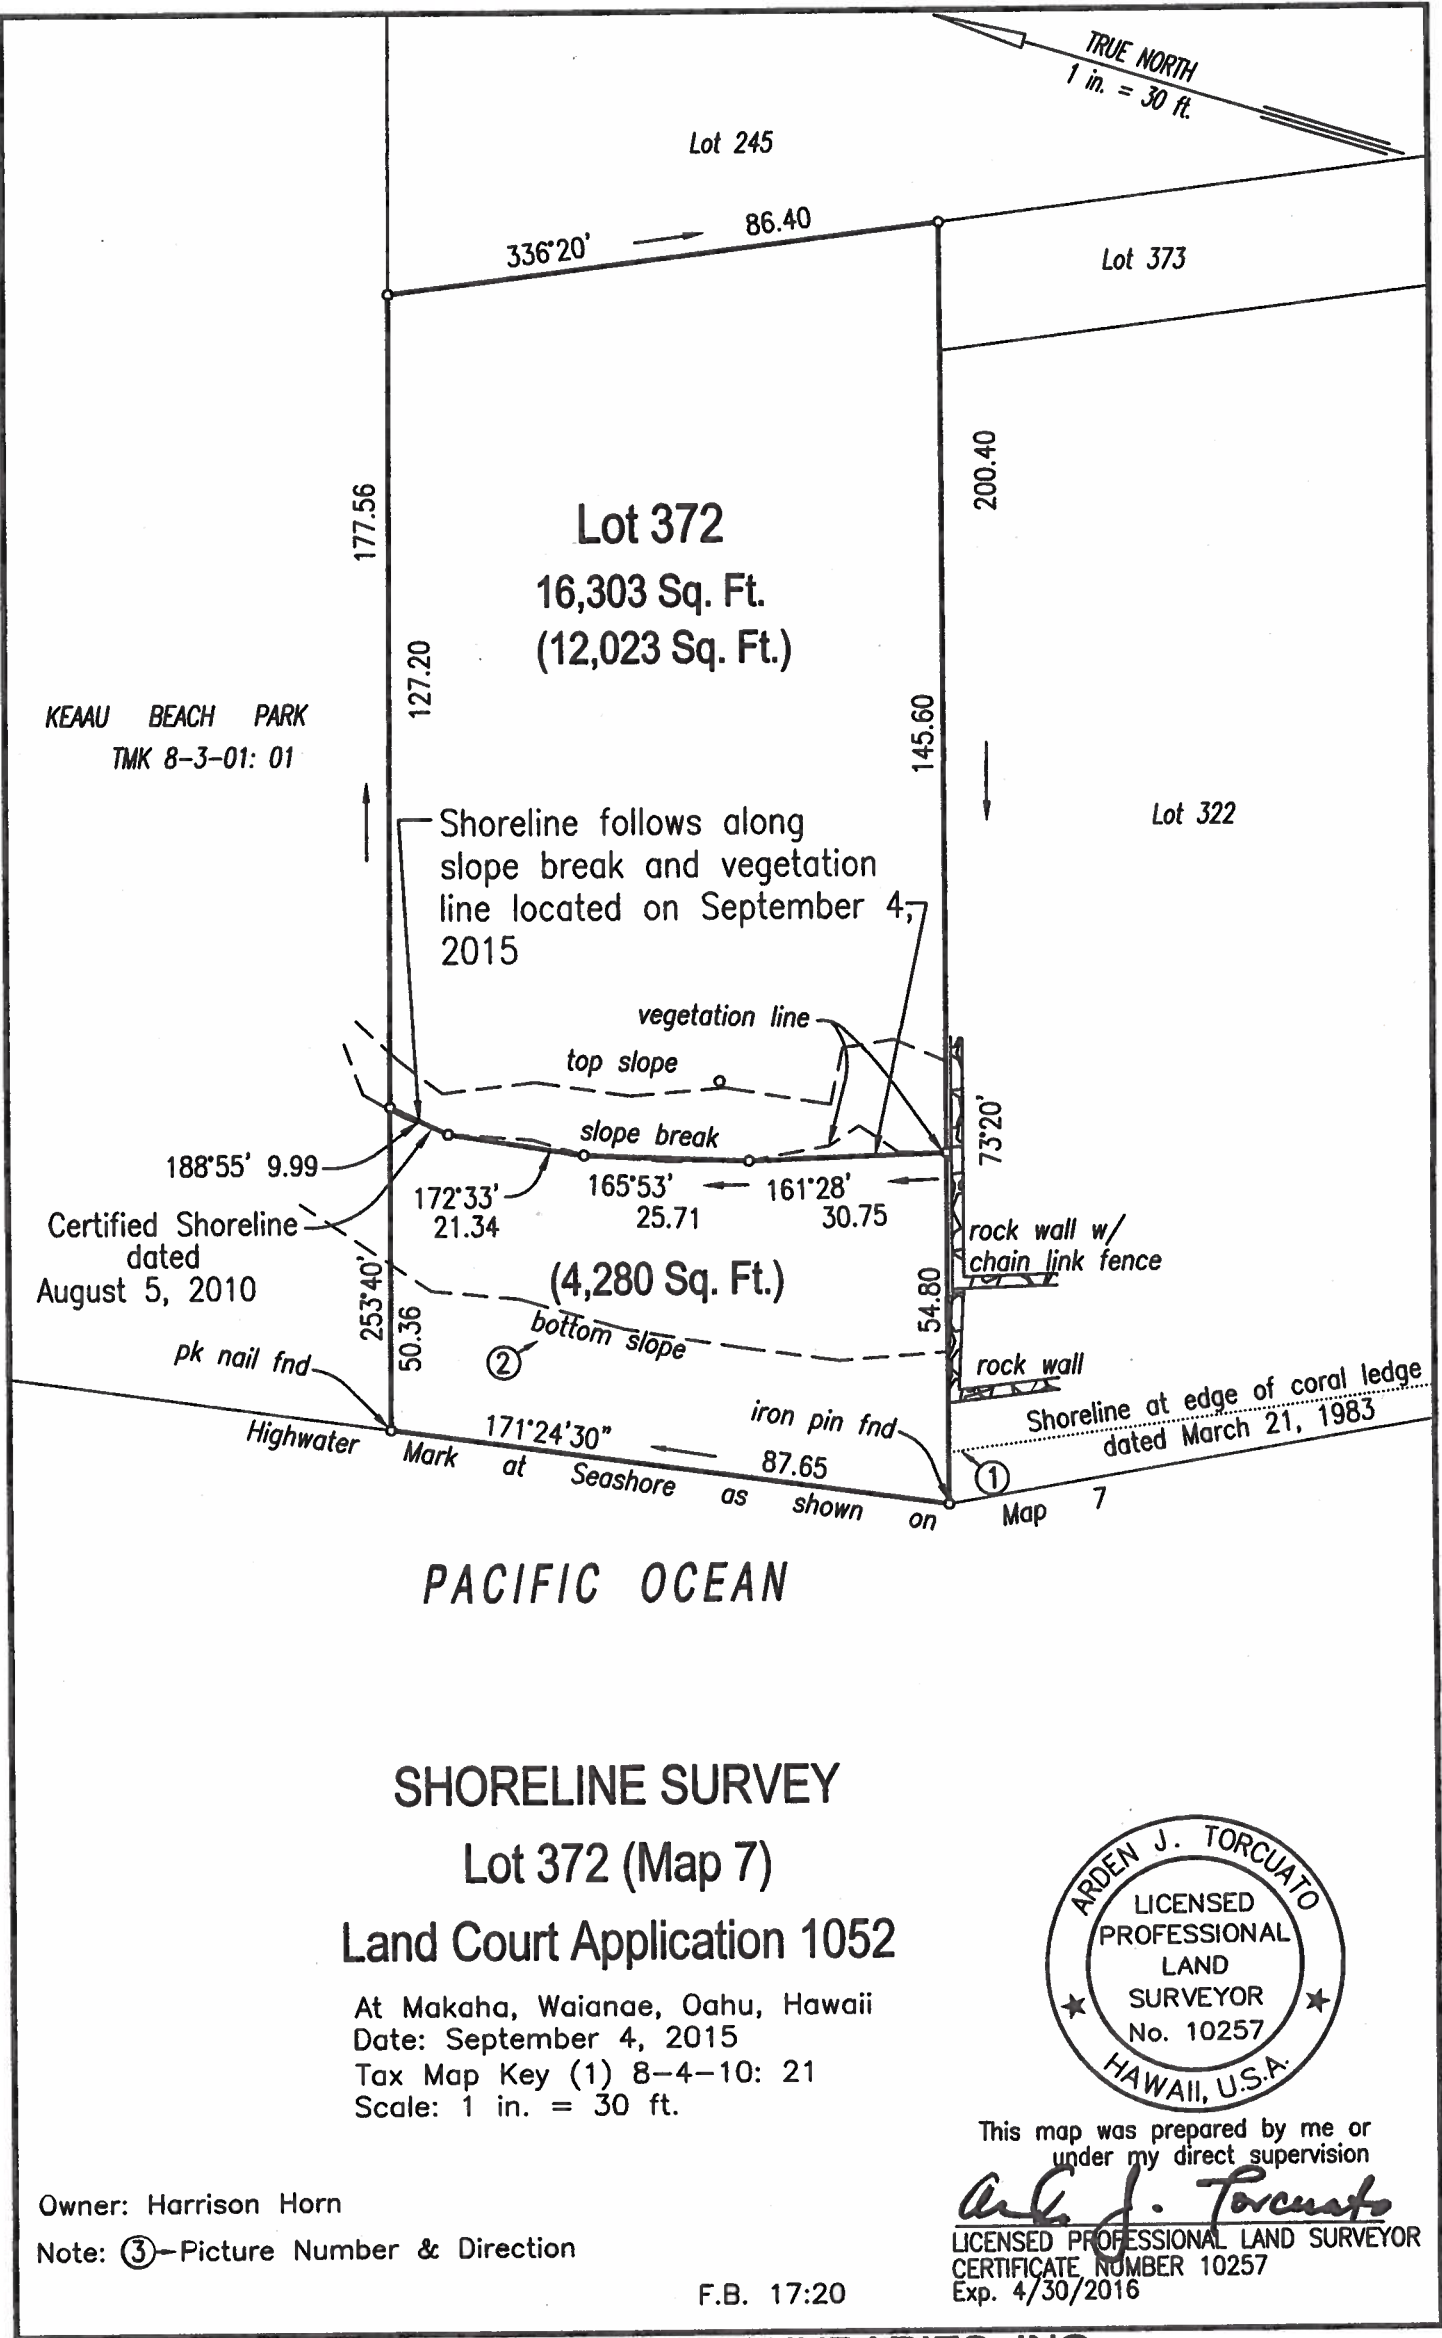 TRUE NORTH
1 in. = 30 ft.
Lot 245
336°20'
86.40
Lot 373
177.56
200.40
Lot 372
16,303 Sq. Ft.
(12,023 Sq. Ft.)
127.20
145.60
KEAAU BEACH PARK
TMK 8-3-01: 01
Lot 322
Shoreline follows along
slope break and vegetation
line located on September 4,
2015
vegetation line
top slope
slope break
73°20'
188°55' 9.99
172°33'
21.34
165°53'
25.71
161°28'
30.75
Certified Shoreline
dated
August 5, 2010
rock wall w/
chain link fence
(4,280 Sq. Ft.)
253°40'
50.36
54.80
bottom slope
2
pk nail fnd
rock wall
iron pin fnd
Shoreline at edge of coral ledge
dated March 21, 1983
171°24'30"
87.65
1
Highwater Mark at Seashore as shown on Map 7
PACIFIC OCEAN
SHORELINE SURVEY
Lot 372 (Map 7)
Land Court Application 1052
At Makaha, Waianae, Oahu, Hawaii
Date: September 4, 2015
Tax Map Key (1) 8-4-10: 21
Scale: 1 in. = 30 ft.
ARDEN J. TORCUATO
LICENSED
PROFESSIONAL
LAND
SURVEYOR
No. 10257
HAWAII, U.S.A.
This map was prepared by me or
under my direct supervision
J. Torcuato
LICENSED PROFESSIONAL LAND SURVEYOR
CERTIFICATE NUMBER 10257
Exp. 4/30/2016
Owner: Harrison Horn
Note: 3-Picture Number & Direction
F.B. 17:20